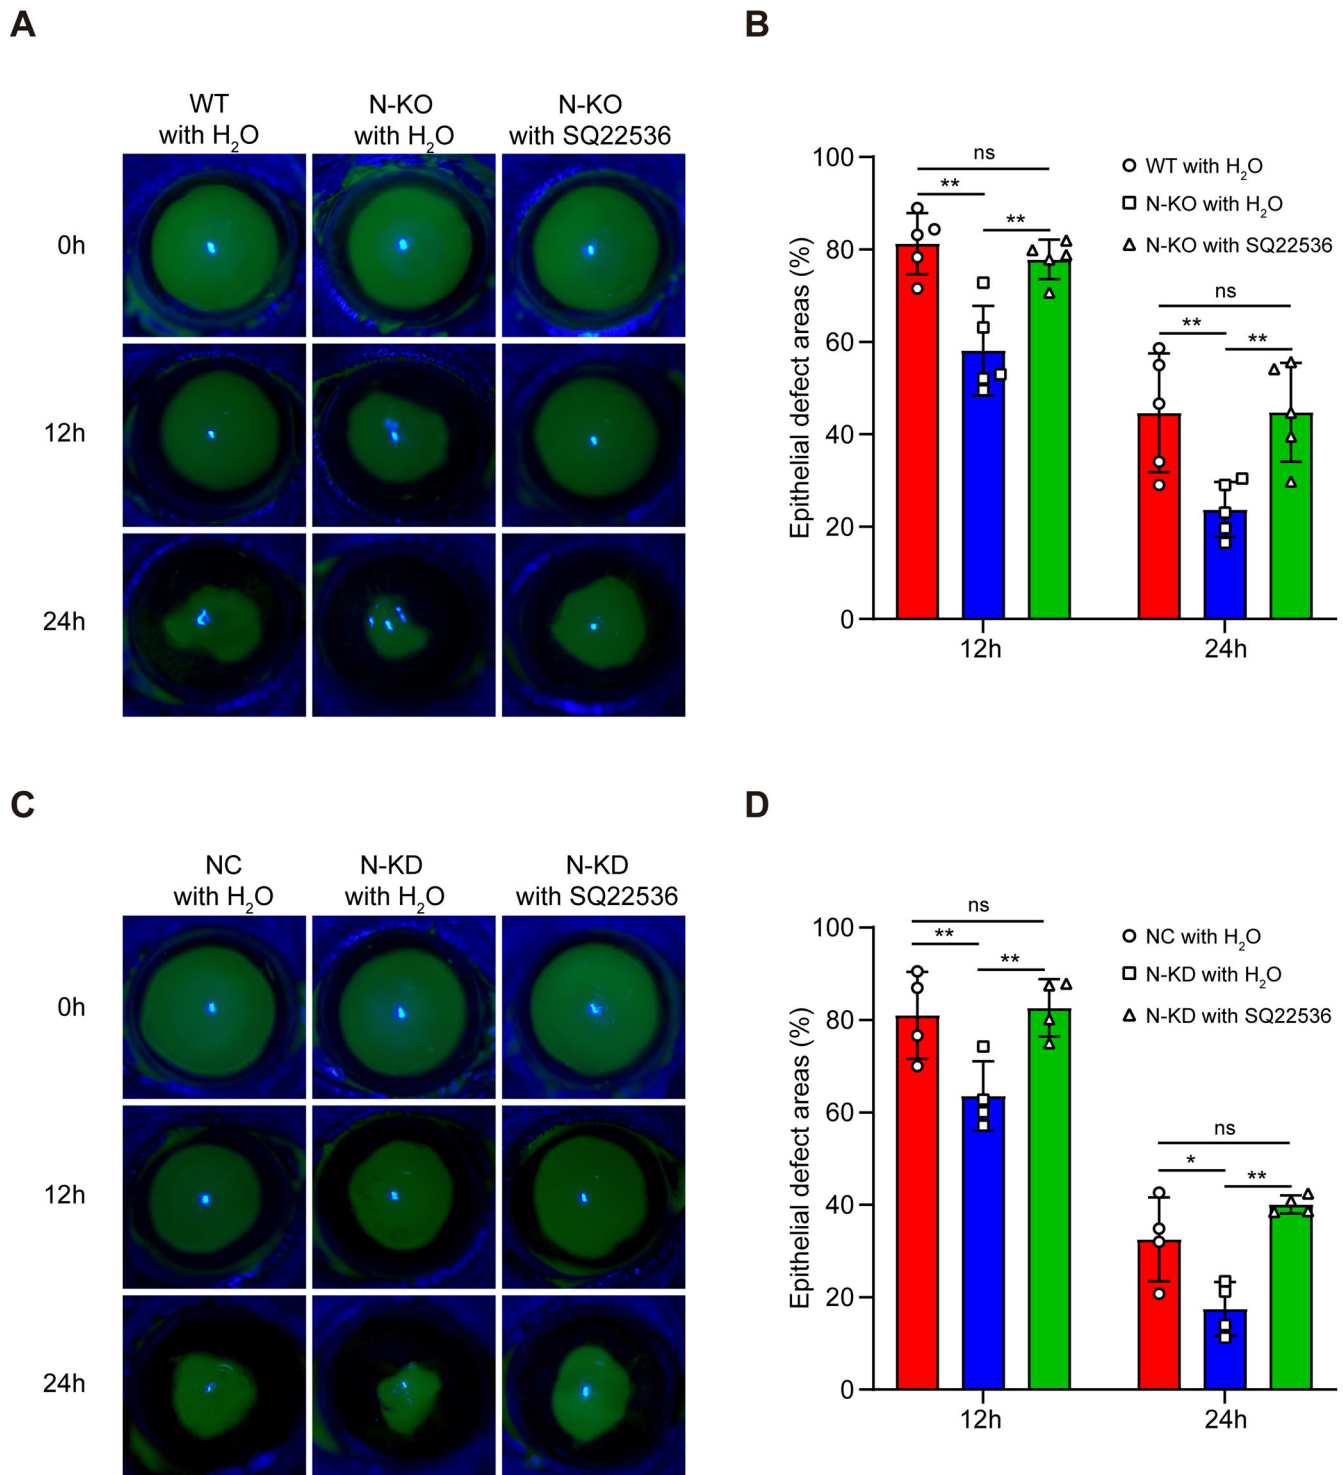 A
WT
with H₂O
N-KO
with H₂O
N-KO
with SQ22536
0h
12h
24h
B
Epithelial defect areas (%)
100
80
60
40
20
0
ns
**
**
ns
**
**
12h
24h
WT with H₂O
N-KO with H₂O
N-KO with SQ22536
C
NC
with H₂O
N-KD
with H₂O
N-KD
with SQ22536
0h
12h
24h
D
Epithelial defect areas (%)
100
80
60
40
20
0
ns
**
**
ns
*
**
12h
24h
NC with H₂O
N-KD with H₂O
N-KD with SQ22536